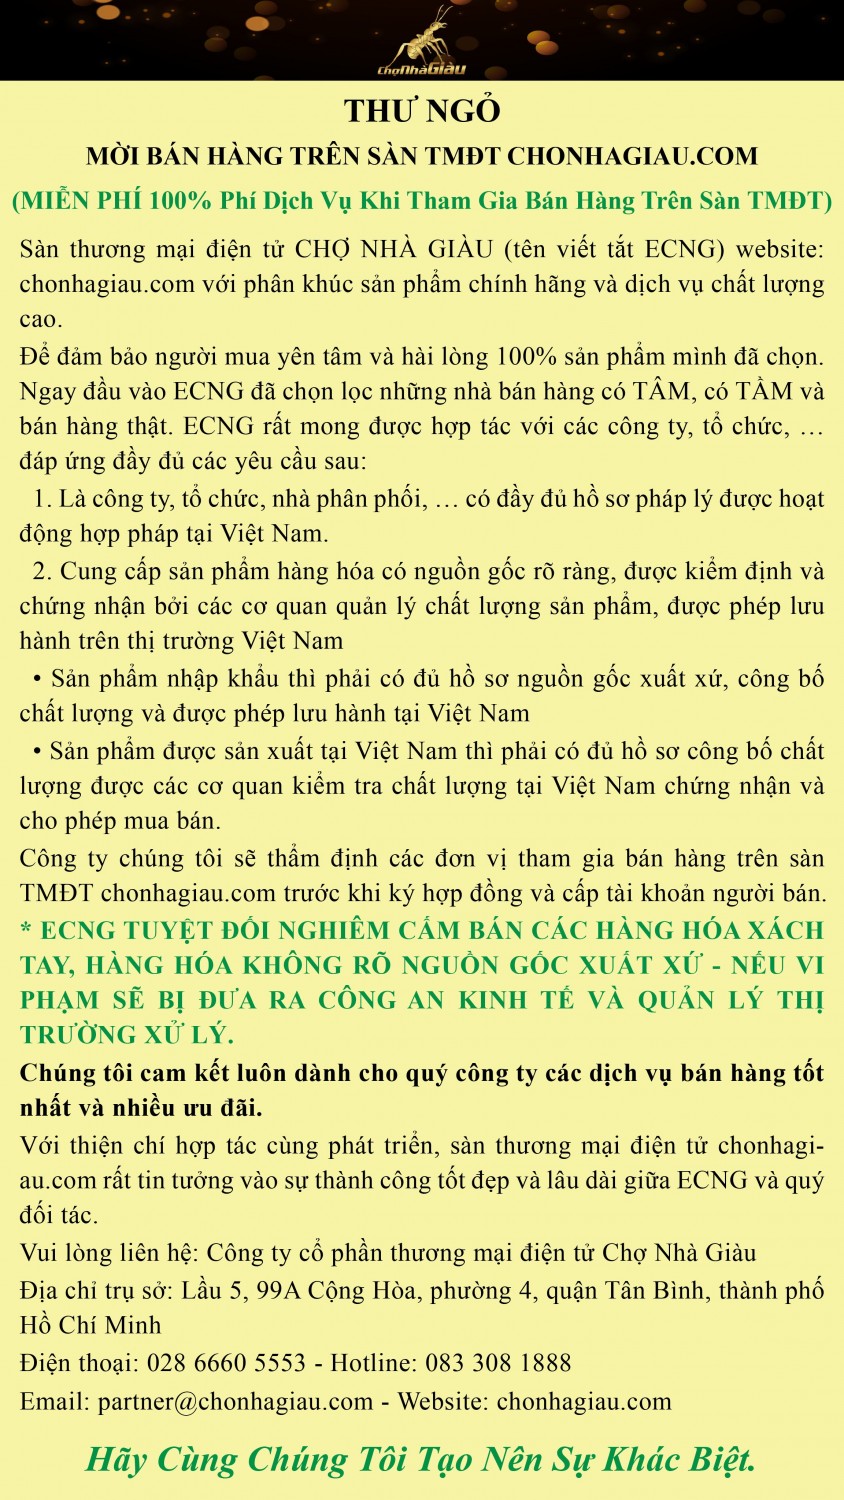 ChợNhàGiàu
THƯ NGỎ
MỜI BÁN HÀNG TRÊN SÀN TMĐT CHONHAGIAU.COM
(MIỄN PHÍ 100% Phí Dịch Vụ Khi Tham Gia Bán Hàng Trên Sàn TMĐT)
Sàn thương mại điện tử CHỢ NHÀ GIÀU (tên viết tắt ECNG) website:
chonhagiau.com với phân khúc sản phẩm chính hãng và dịch vụ chất lượng
cao.
Để đảm bảo người mua yên tâm và hài lòng 100% sản phẩm mình đã chọn.
Ngay đầu vào ECNG đã chọn lọc những nhà bán hàng có TÂM, có TẦM và
bán hàng thật. ECNG rất mong được hợp tác với các công ty, tổ chức, …
đáp ứng đầy đủ các yêu cầu sau:
1. Là công ty, tổ chức, nhà phân phối, … có đầy đủ hồ sơ pháp lý được hoạt
động hợp pháp tại Việt Nam.
2. Cung cấp sản phẩm hàng hóa có nguồn gốc rõ ràng, được kiểm định và
chứng nhận bởi các cơ quan quản lý chất lượng sản phẩm, được phép lưu
hành trên thị trường Việt Nam
• Sản phẩm nhập khẩu thì phải có đủ hồ sơ nguồn gốc xuất xứ, công bố
chất lượng và được phép lưu hành tại Việt Nam
• Sản phẩm được sản xuất tại Việt Nam thì phải có đủ hồ sơ công bố chất
lượng được các cơ quan kiểm tra chất lượng tại Việt Nam chứng nhận và
cho phép mua bán.
Công ty chúng tôi sẽ thẩm định các đơn vị tham gia bán hàng trên sàn
TMĐT chonhagiau.com trước khi ký hợp đồng và cấp tài khoản người bán.
* ECNG TUYỆT ĐỐI NGHIÊM CẤM BÁN CÁC HÀNG HÓA XÁCH
TAY, HÀNG HÓA KHÔNG RÕ NGUỒN GỐC XUẤT XỨ - NẾU VI
PHẠM SẼ BỊ ĐƯA RA CÔNG AN KINH TẾ VÀ QUẢN LÝ THỊ
TRƯỜNG XỬ LÝ.
Chúng tôi cam kết luôn dành cho quý công ty các dịch vụ bán hàng tốt
nhất và nhiều ưu đãi.
Với thiện chí hợp tác cùng phát triển, sàn thương mại điện tử chonhagi-
au.com rất tin tưởng vào sự thành công tốt đẹp và lâu dài giữa ECNG và quý
đối tác.
Vui lòng liên hệ: Công ty cổ phần thương mại điện tử Chợ Nhà Giàu
Địa chỉ trụ sở: Lầu 5, 99A Cộng Hòa, phường 4, quận Tân Bình, thành phố
Hồ Chí Minh
Điện thoại: 028 6660 5553 - Hotline: 083 308 1888
Email: partner@chonhagiau.com - Website: chonhagiau.com
Hãy Cùng Chúng Tôi Tạo Nên Sự Khác Biệt.